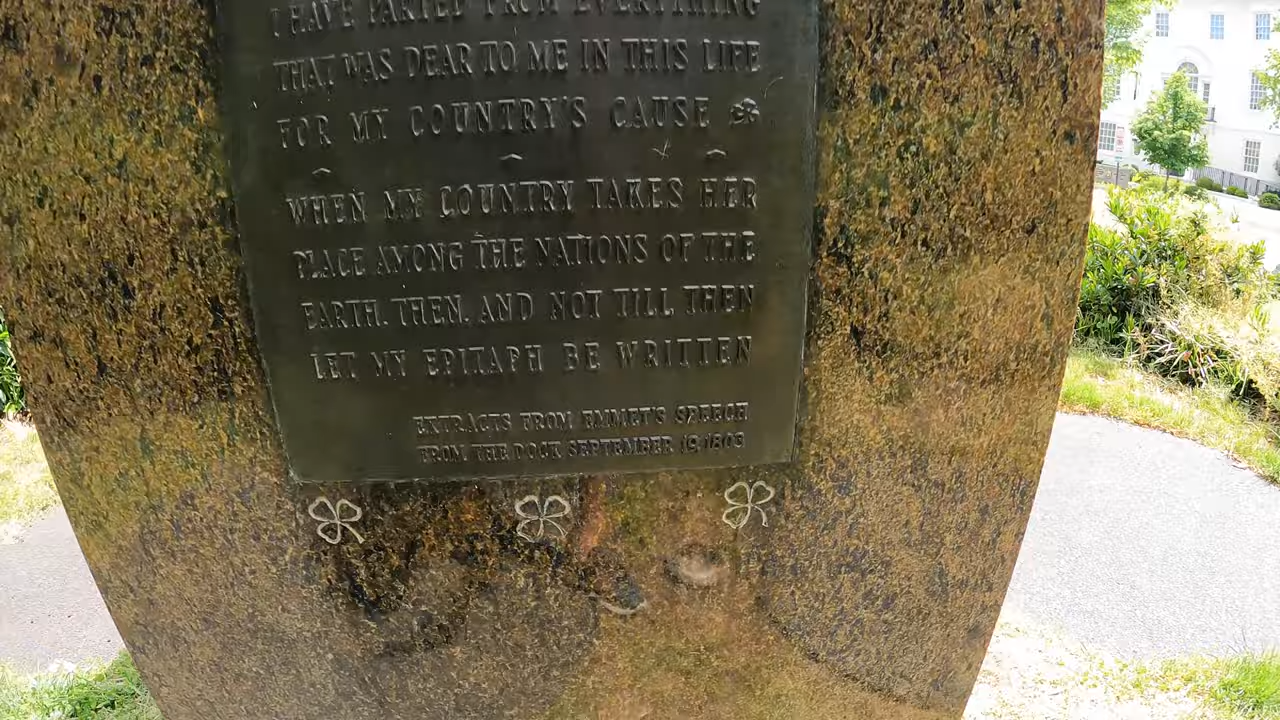 I HAVE PARTED FROM EVERYTHING
THAT WAS DEAR TO ME IN THIS LIFE
FOR MY COUNTRY'S CAUSE
WHEN MY COUNTRY TAKES HER
PLACE AMONG THE NATIONS OF THE
EARTH. THEN, AND NOT TILL THEN
LET MY EPITAPH BE WRITTEN
EXTRACTS FROM EMMET'S SPEECH
FROM THE DOCK SEPTEMBER 19, 1803